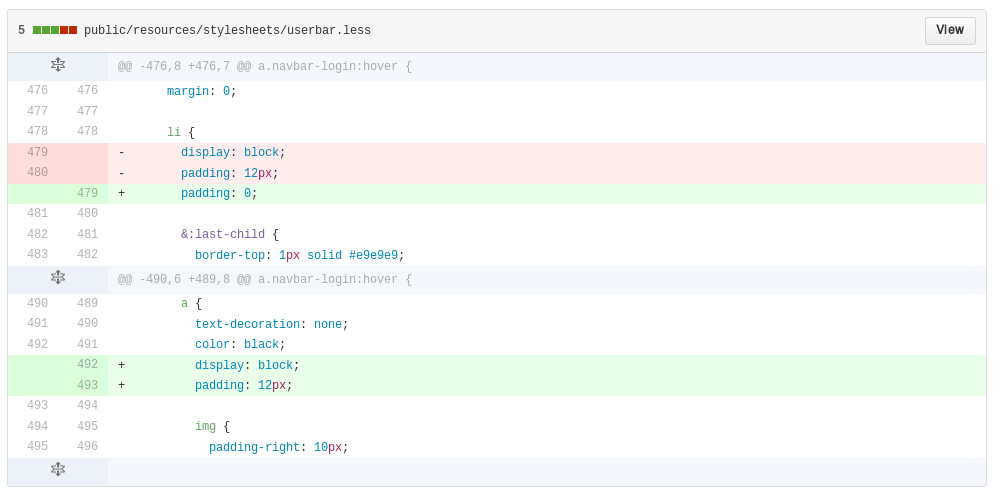 5 public/resources/stylesheets/userbar.less View
@@ -476,8 +476,7 @@ a.navbar-login:hover {
476 476 margin: 0;
477 477
478 478 li {
479 - display: block;
480 - padding: 12px;
479 + padding: 0;
481 480
482 481 &:last-child {
483 482 border-top: 1px solid #e9e9e9;
@@ -490,6 +489,8 @@ a.navbar-login:hover {
490 489 a {
491 490 text-decoration: none;
492 491 color: black;
492 + display: block;
493 + padding: 12px;
493 494
494 495 img {
495 496 padding-right: 10px;